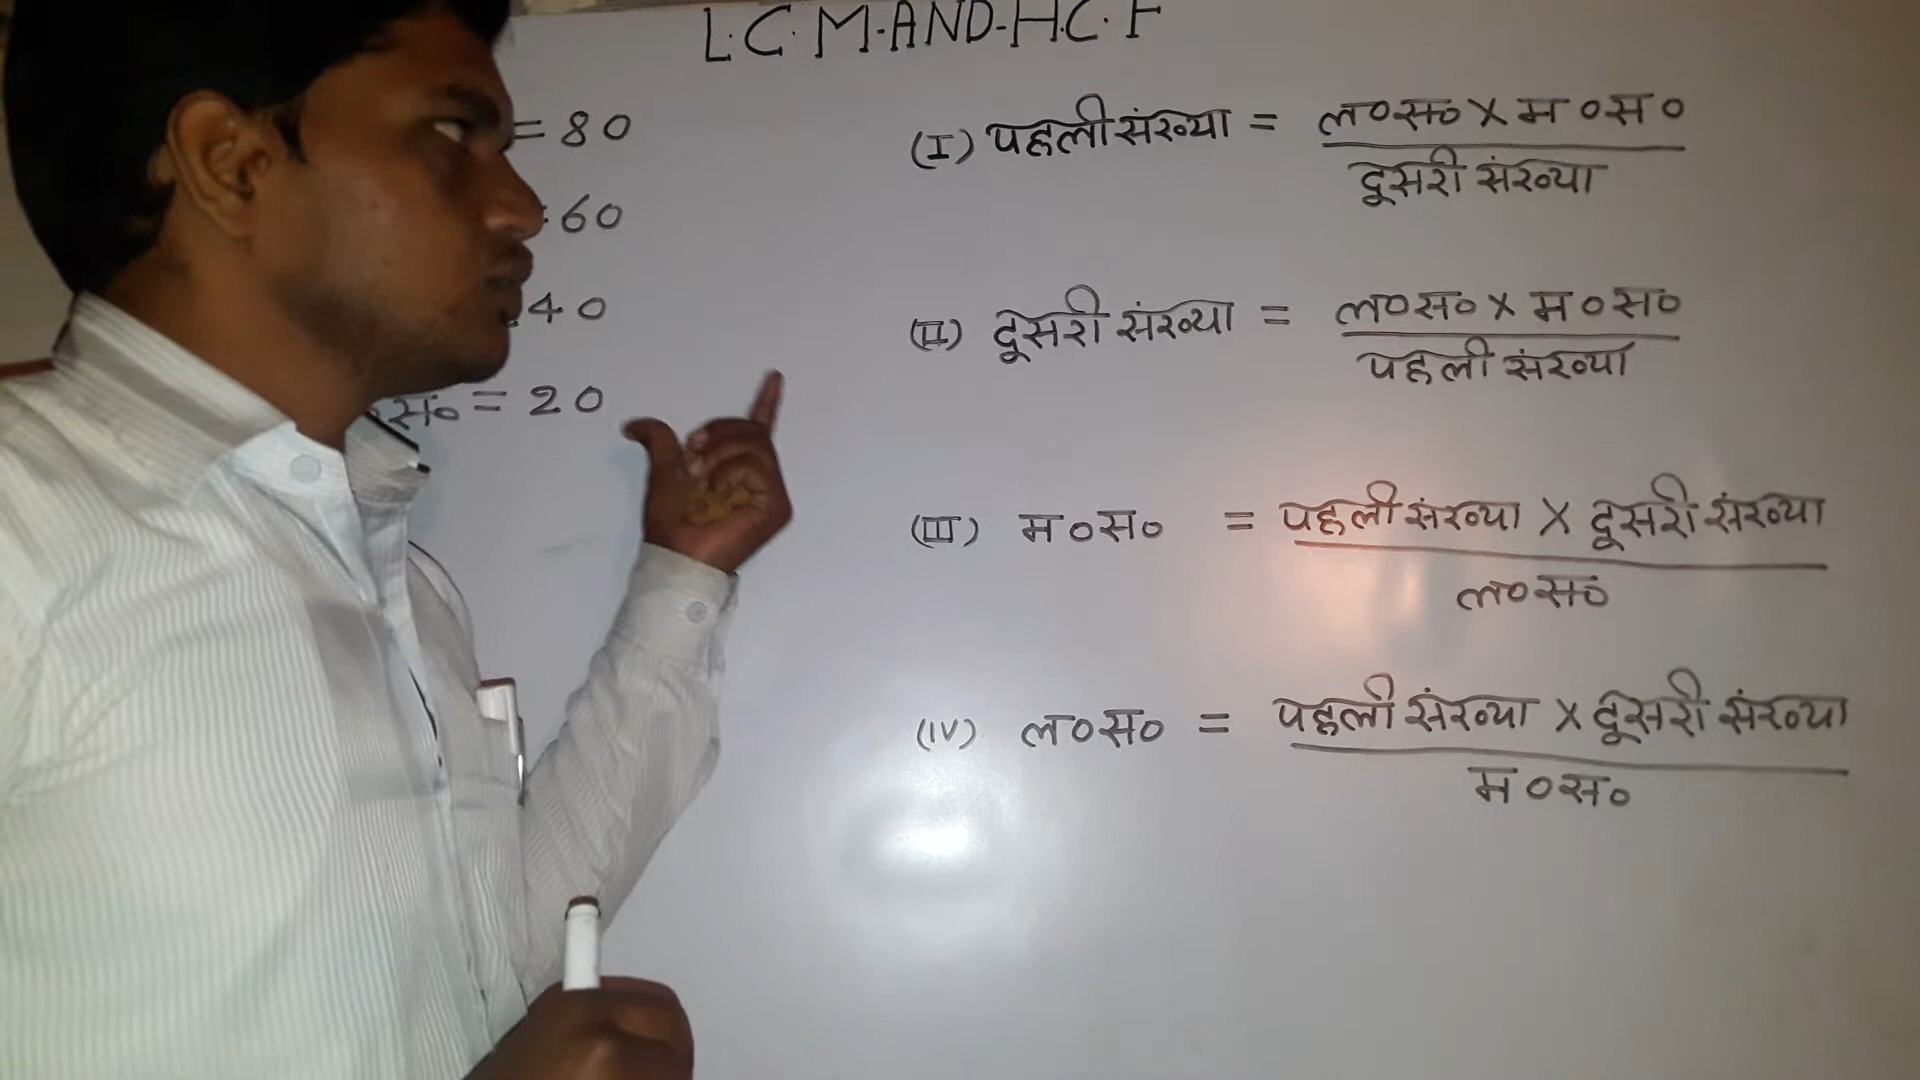 L.C.M.AND-H.C.F
= 80
= 60
40
स० = 20
(I) पहली संख्या = ल०स० X म०स०
दूसरी संख्या
(II) दूसरी संख्या = ल०स० X म०स०
पहली संख्या
(III) म०स० = पहली संख्या X दूसरी संख्या
ल०स०
(IV) ल०स० = पहली संख्या X दूसरी संख्या
म०स०